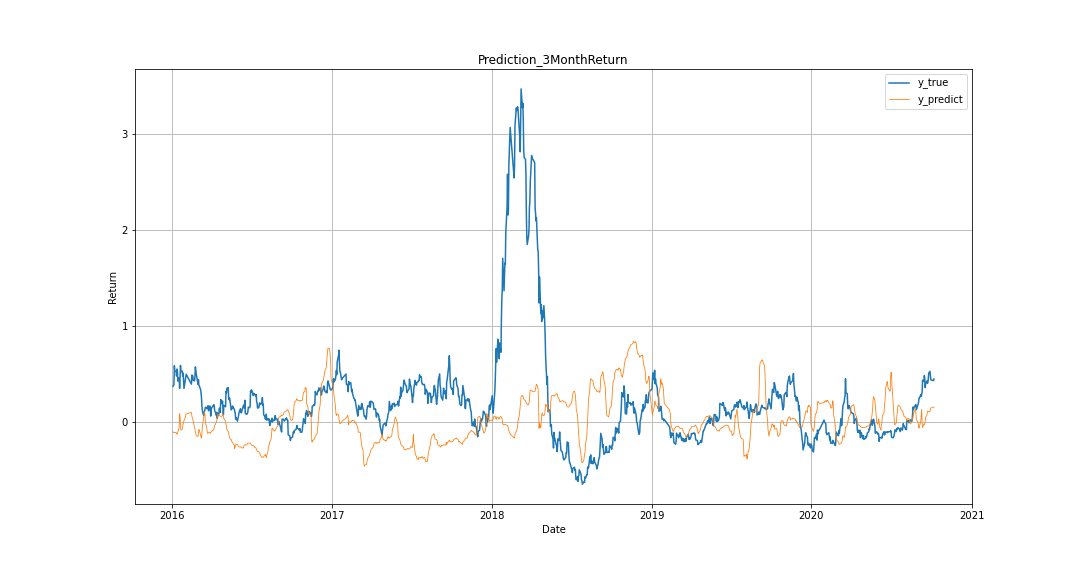 Prediction_3MonthReturn
y_true
y_predict
3
2
1
0
Return
2016 2017 2018 2019 2020 2021
Date